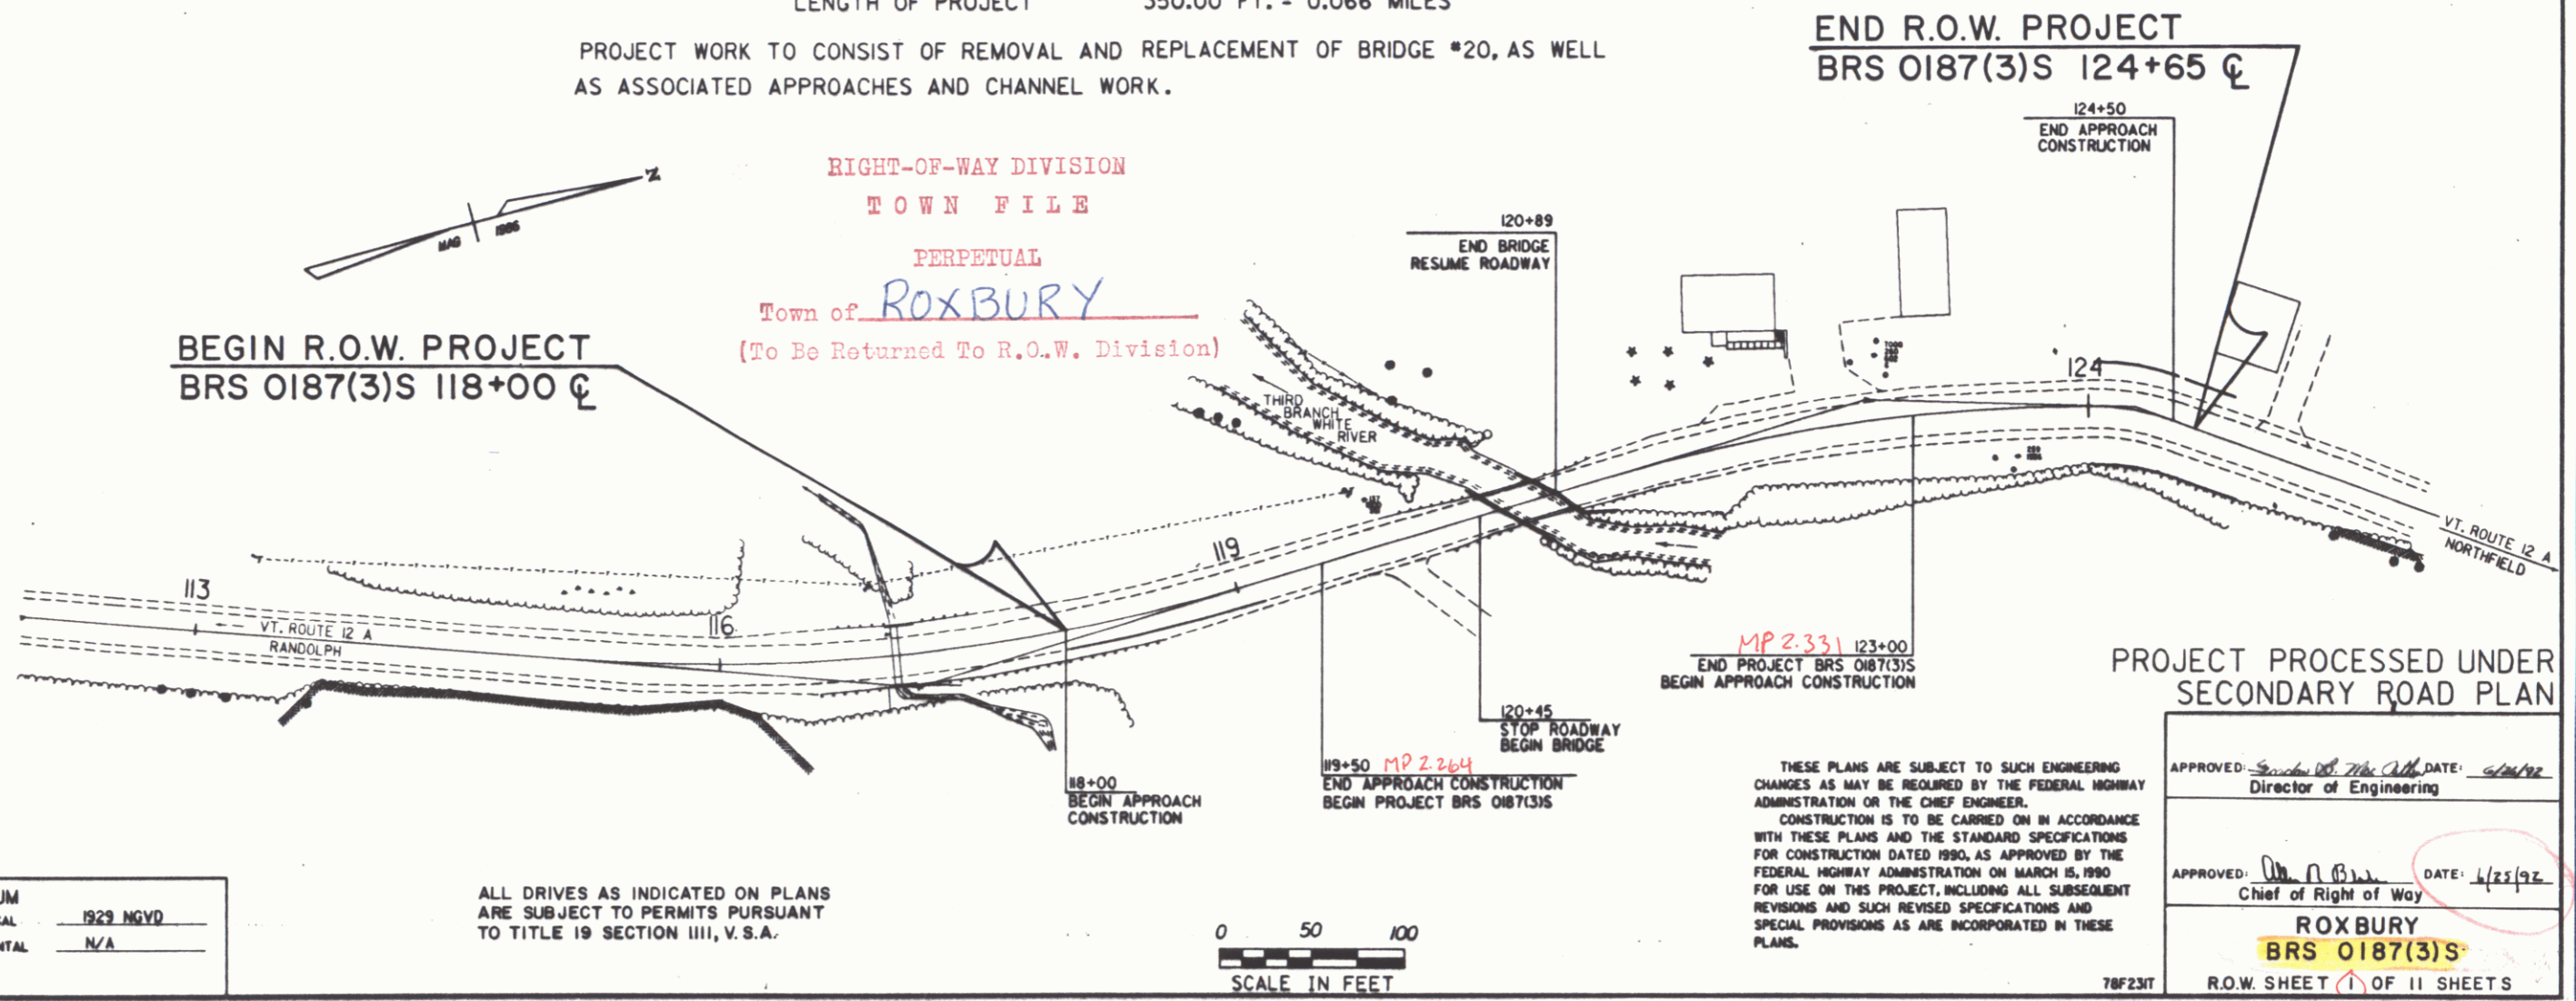 LENGTH OF PROJECT 350.00 FT. = 0.066 MILES
PROJECT WORK TO CONSIST OF REMOVAL AND REPLACEMENT OF BRIDGE #20, AS WELL
AS ASSOCIATED APPROACHES AND CHANNEL WORK.
END R.O.W. PROJECT
BRS 0187(3)S 124+65 ℄
124+50
END APPROACH
CONSTRUCTION
N
MAG 1986
RIGHT-OF-WAY DIVISION
TOWN FILE
PERPETUAL
Town of ROXBURY
(To Be Returned To R.O.W. Division)
120+89
END BRIDGE
RESUME ROADWAY
BEGIN R.O.W. PROJECT
BRS 0187(3)S 118+00 ℄
THIRD
BRANCH
WHITE
RIVER
124
119
113
116
VT. ROUTE 12 A
RANDOLPH
VT. ROUTE 12 A
NORTHFIELD
MP 2.331 123+00
END PROJECT BRS 0187(3)S
BEGIN APPROACH CONSTRUCTION
120+45
STOP ROADWAY
BEGIN BRIDGE
119+50 MP 2.264
END APPROACH CONSTRUCTION
BEGIN PROJECT BRS 0187(3)S
118+00
BEGIN APPROACH
CONSTRUCTION
PROJECT PROCESSED UNDER
SECONDARY ROAD PLAN
THESE PLANS ARE SUBJECT TO SUCH ENGINEERING
CHANGES AS MAY BE REQUIRED BY THE FEDERAL HIGHWAY
ADMINISTRATION OR THE CHIEF ENGINEER.
CONSTRUCTION IS TO BE CARRIED ON IN ACCORDANCE
WITH THESE PLANS AND THE STANDARD SPECIFICATIONS
FOR CONSTRUCTION DATED 1990, AS APPROVED BY THE
FEDERAL HIGHWAY ADMINISTRATION ON MARCH 15, 1990
FOR USE ON THIS PROJECT, INCLUDING ALL SUBSEQUENT
REVISIONS AND SUCH REVISED SPECIFICATIONS AND
SPECIAL PROVISIONS AS ARE INCORPORATED IN THESE
PLANS.
APPROVED: DATE: 6/26/92
Director of Engineering
APPROVED: DATE: 6/25/92
Chief of Right of Way
ROXBURY
BRS 0187(3)S
R.O.W. SHEET 1 OF 11 SHEETS
78F231T
1929 NGVD
N/A
ALL DRIVES AS INDICATED ON PLANS
ARE SUBJECT TO PERMITS PURSUANT
TO TITLE 19 SECTION 1111, V.S.A.
0 50 100
SCALE IN FEET